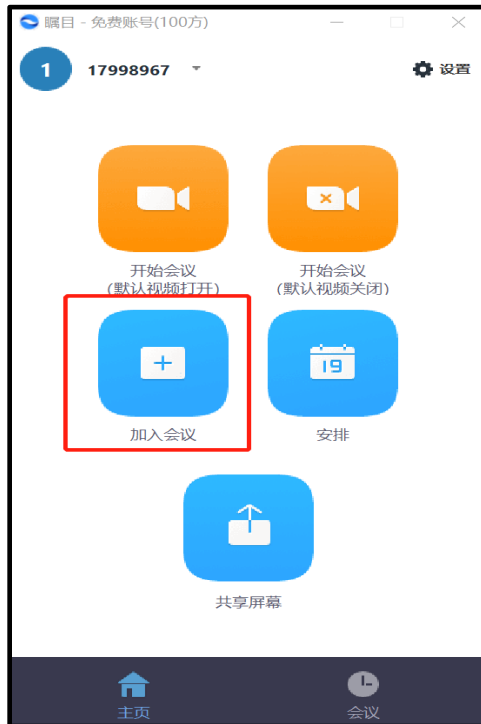 瞩目 - 免费账号(100方)
1 17998967 设置
开始会议
(默认视频打开)
开始会议
(默认视频关闭)
加入会议
19
安排
共享屏幕
主页
会议